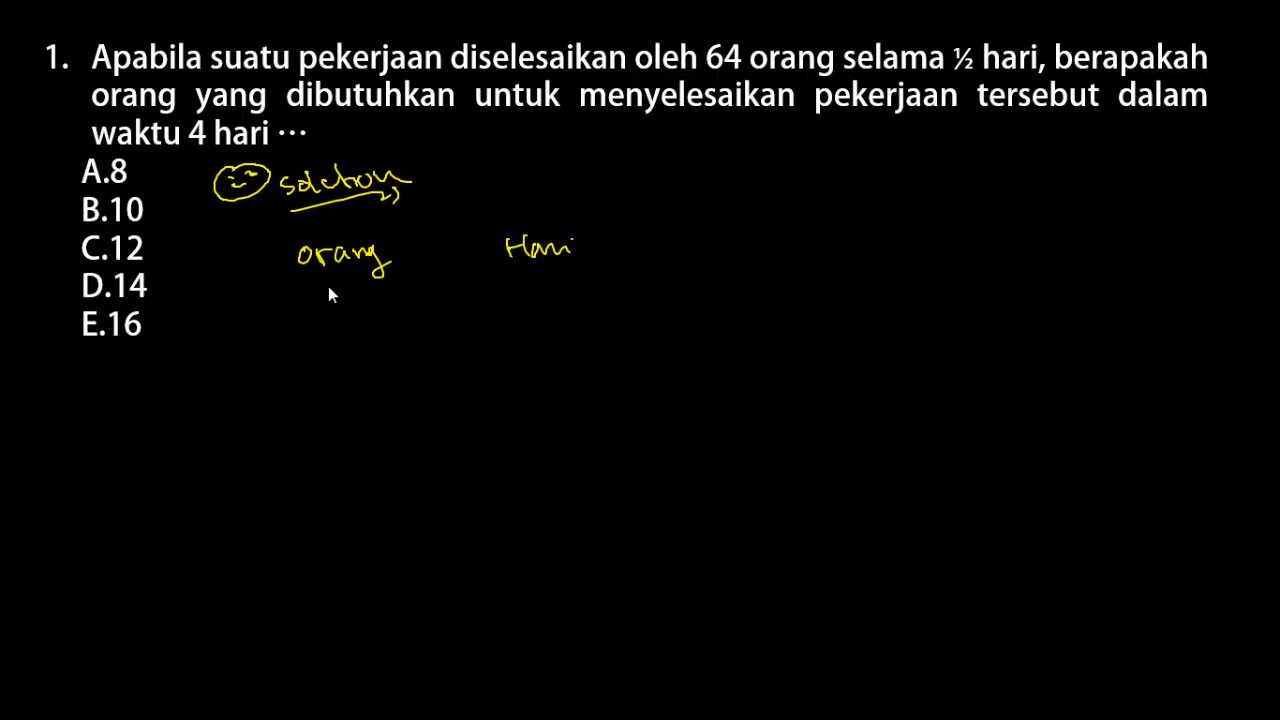 1. Apabila suatu pekerjaan diselesaikan oleh 64 orang selama ½ hari, berapakah
orang yang dibutuhkan untuk menyelesaikan pekerjaan tersebut dalam
waktu 4 hari ⋯
A.8
solution
B.10
C.12
orang Hari
D.14
E.16